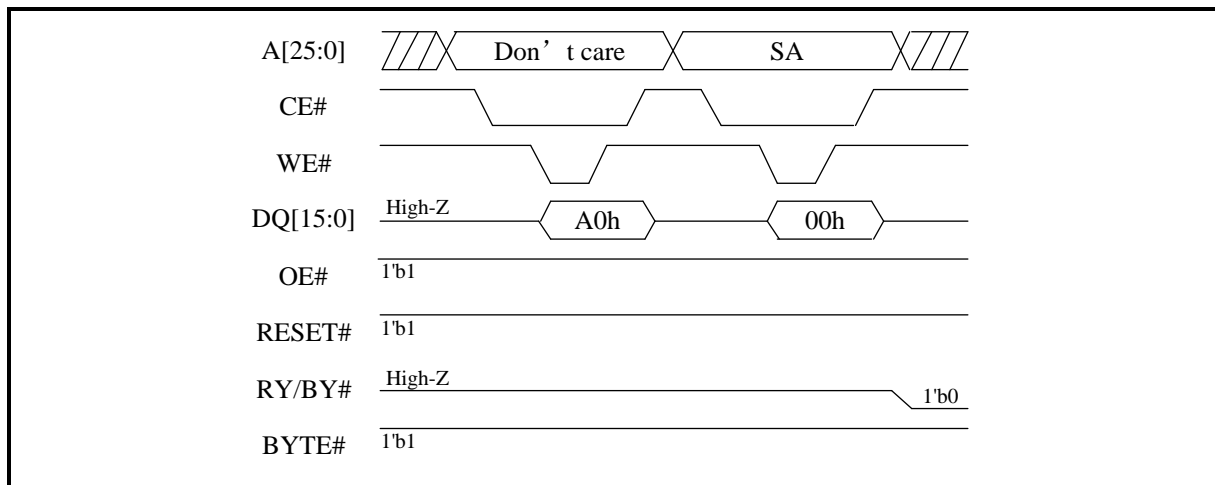 A[25:0] Don’t care SA
CE#
WE#
DQ[15:0] High-Z A0h 00h
OE# 1'b1
RESET# 1'b1
RY/BY# High-Z 1'b0
BYTE# 1'b1